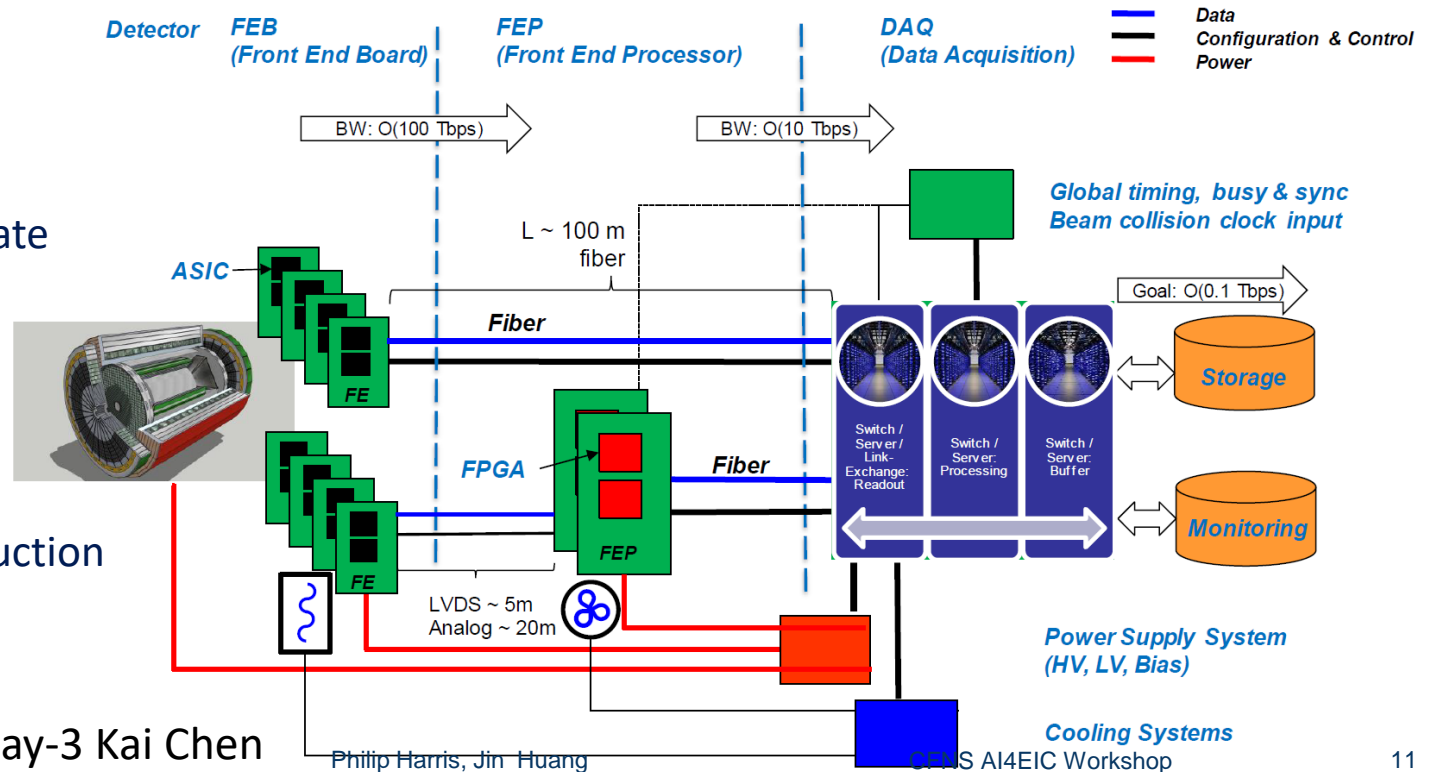 Detector
FEB
(Front End Board)
FEP
(Front End Processor)
DAQ
(Data Acquisition)
Data
Configuration & Control
Power
BW: O(100 Tbps)
BW: O(10 Tbps)
Global timing, busy & sync
Beam collision clock input
ate
L ~ 100 m
fiber
ASIC
Goal: O(0.1 Tbps)
Fiber
FE
Storage
Switch /
Server /
Link-
Exchange:
Readout
Switch /
Server:
Processing
Switch /
Server:
Buffer
FPGA
Fiber
Monitoring
uction
FEP
FE
LVDS ~ 5m
Analog ~ 20m
Power Supply System
(HV, LV, Bias)
Cooling Systems
ay-3 Kai Chen
Philip Harris, Jin Huang
CFNS AI4EIC Workshop
11